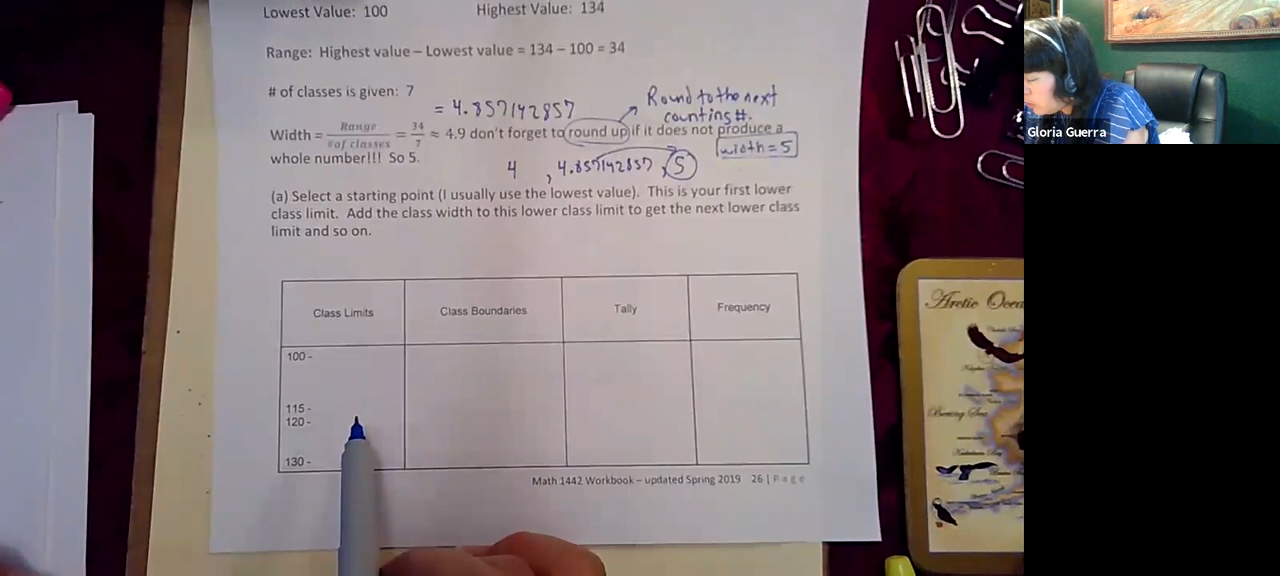 Lowest Value: 100 Highest Value: 134
Range: Highest value – Lowest value = 134 – 100 = 34
# of classes is given: 7
= 4.857142857
Round to the next
counting #.
Width = Range / # of classes = 34/7 ≈ 4.9 don't forget to round up if it does not produce a
whole number!!! So 5.
width = 5
4 , 4.857142857 , 5
(a) Select a starting point (I usually use the lowest value). This is your first lower
class limit. Add the class width to this lower class limit to get the next lower class
limit and so on.
Class Limits Class Boundaries Tally Frequency
100 -
115 -
120 -
130 -
Math 1442 Workbook – updated Spring 2019 26 | Page
Gloria Guerra
Arctic Ocea
Bering Sea